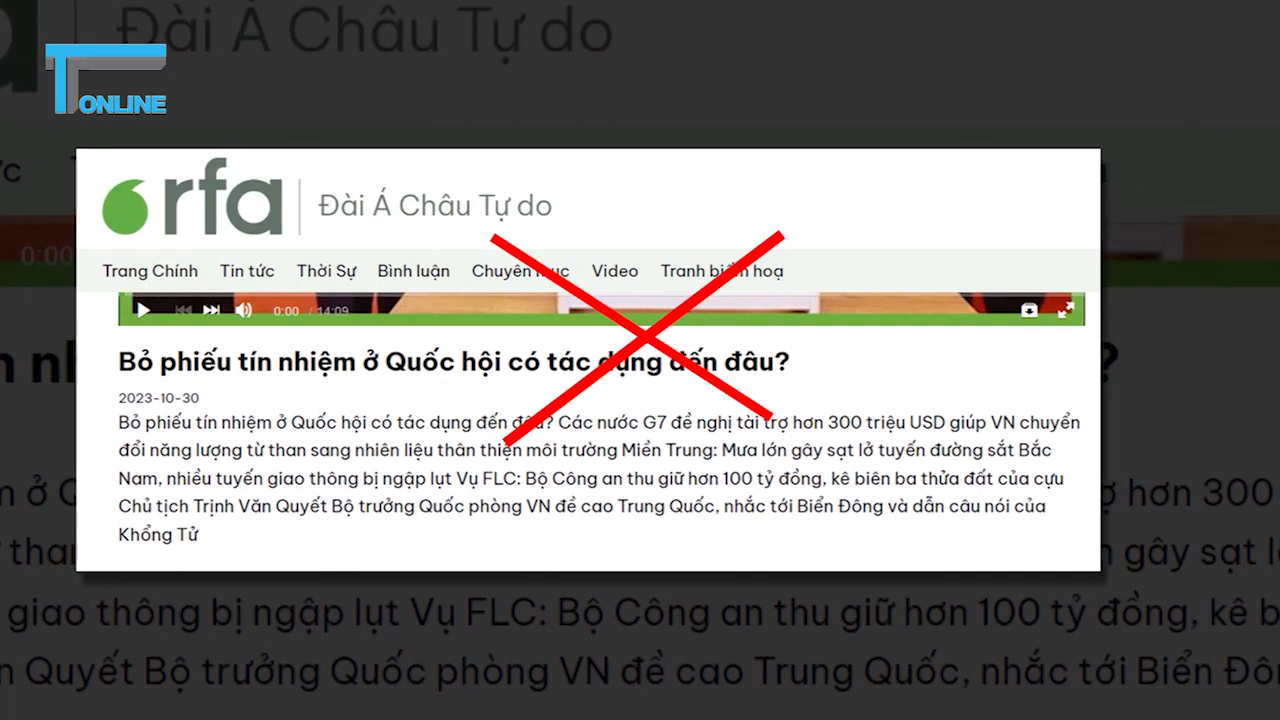 Đài Á Châu Tự do
T ONLINE
rfa Đài Á Châu Tự do
Trang Chính Tin tức Thời Sự Bình luận Chuyên mục Video Tranh biếm hoạ
0:00 / 14:09
Bỏ phiếu tín nhiệm ở Quốc hội có tác dụng đến đâu?
2023-10-30
Bỏ phiếu tín nhiệm ở Quốc hội có tác dụng đến đâu? Các nước G7 đề nghị tài trợ hơn 300 triệu USD giúp VN chuyển
đổi năng lượng từ than sang nhiên liệu thân thiện môi trường Miền Trung: Mưa lớn gây sạt lở tuyến đường sắt Bắc
Nam, nhiều tuyến giao thông bị ngập lụt Vụ FLC: Bộ Công an thu giữ hơn 100 tỷ đồng, kê biên ba thửa đất của cựu
Chủ tịch Trịnh Văn Quyết Bộ trưởng Quốc phòng VN đề cao Trung Quốc, nhắc tới Biển Đông và dẫn câu nói của
Khổng Tử
giao thông bị ngập lụt Vụ FLC: Bộ Công an thu giữ hơn 100 tỷ đồng, kê b
n Quyết Bộ trưởng Quốc phòng VN đề cao Trung Quốc, nhắc tới Biển Đô